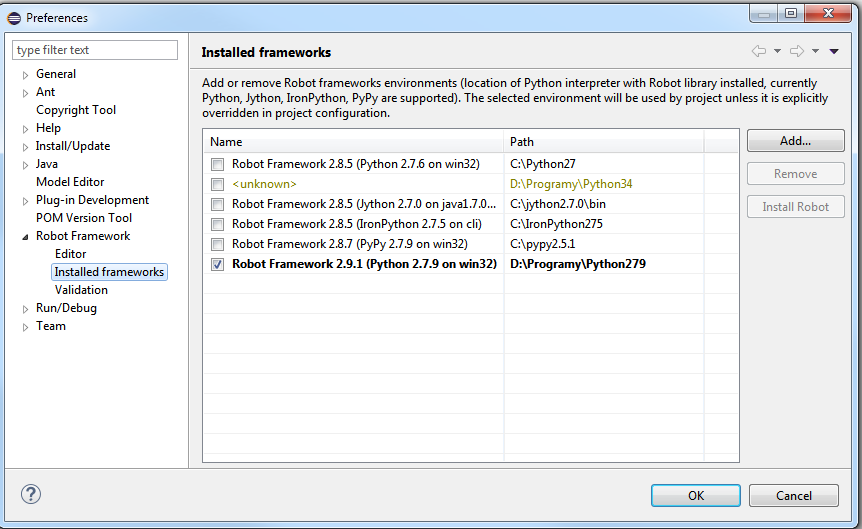 Preferences
type filter text
General
Ant
Copyright Tool
Help
Install/Update
Java
Model Editor
Plug-in Development
POM Version Tool
Robot Framework
Editor
Installed frameworks
Validation
Run/Debug
Team
Installed frameworks
Add or remove Robot frameworks environments (location of Python interpreter with Robot library installed, currently
Python, Jython, IronPython, PyPy are supported). The selected environment will be used by project unless it is explicitly
overridden in project configuration.
Name Path
Robot Framework 2.8.5 (Python 2.7.6 on win32) C:\Python27
<unknown> D:\Programy\Python34
Robot Framework 2.8.5 (Jython 2.7.0 on java1.7.0... C:\jython2.7.0\bin
Robot Framework 2.8.5 (IronPython 2.7.5 on cli) C:\IronPython275
Robot Framework 2.8.7 (PyPy 2.7.9 on win32) C:\pypy2.5.1
Robot Framework 2.9.1 (Python 2.7.9 on win32) D:\Programy\Python279
Add...
Remove
Install Robot
?
OK Cancel